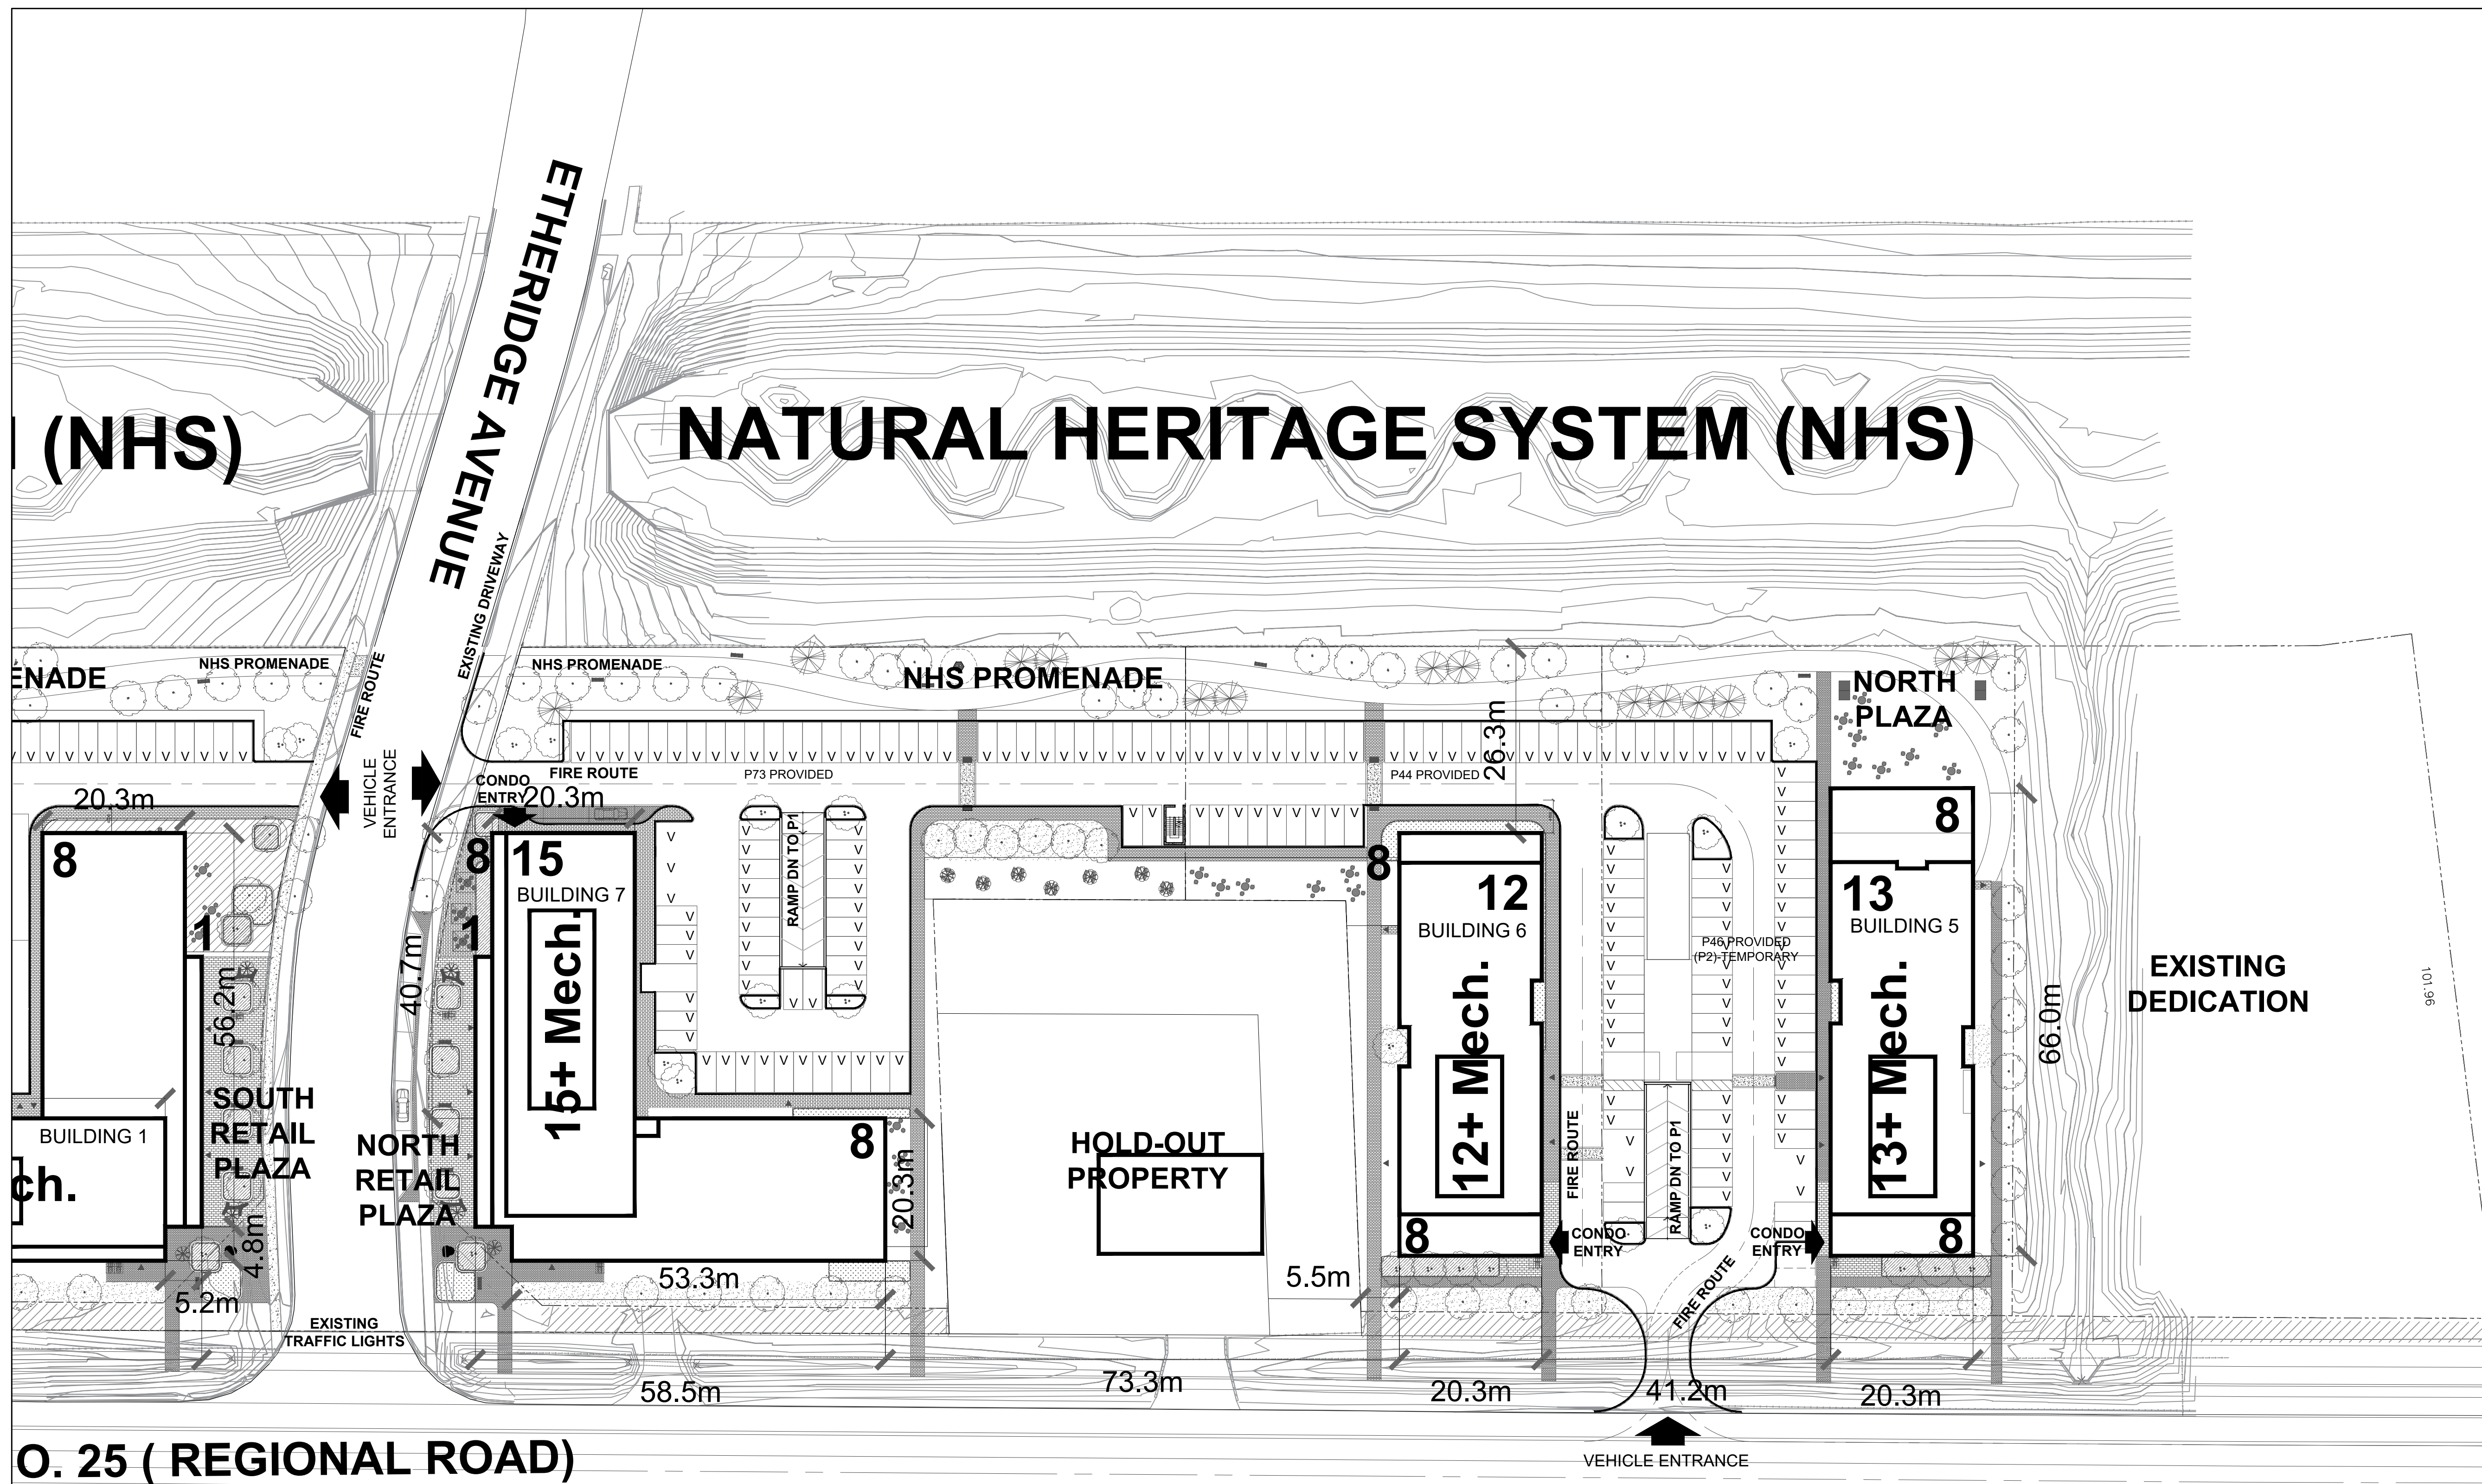 ETHERIDGE AVENUE
(NHS)
NATURAL HERITAGE SYSTEM (NHS)
EXISTING DRIVEWAY
FIRE ROUTE
ENADE
NHS PROMENADE
NHS PROMENADE
NHS PROMENADE
NORTH
PLAZA
26.3m
VEHICLE
ENTRANCE
CONDO
ENTRY
FIRE ROUTE
P73 PROVIDED
P44 PROVIDED
20.3m
20.3m
8
8
15
BUILDING 7
15+ Mech.
RAMP DN TO P1
8
12
BUILDING 6
12+ Mech.
8
13
BUILDING 5
13+ Mech.
P46 PROVIDED
(P2)-TEMPORARY
1
1
56.2m
40.7m
66.0m
EXISTING
DEDICATION
101.96
BUILDING 1
ch.
SOUTH
RETAIL
PLAZA
NORTH
RETAIL
PLAZA
8
20.3m
HOLD-OUT
PROPERTY
FIRE ROUTE
RAMP DN TO P1
8
CONDO
ENTRY
CONDO
ENTRY
8
4.8m
5.2m
53.3m
5.5m
FIRE ROUTE
EXISTING
TRAFFIC LIGHTS
58.5m
73.3m
20.3m
41.2m
20.3m
O. 25 ( REGIONAL ROAD)
VEHICLE ENTRANCE